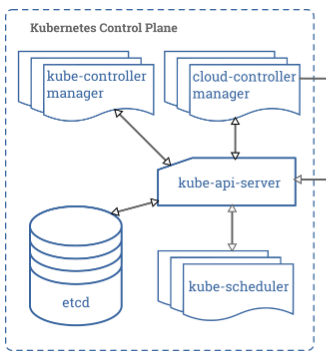 Kubernetes Control Plane
kube-controller
manager
cloud-controller
manager
kube-api-server
etcd
kube-scheduler